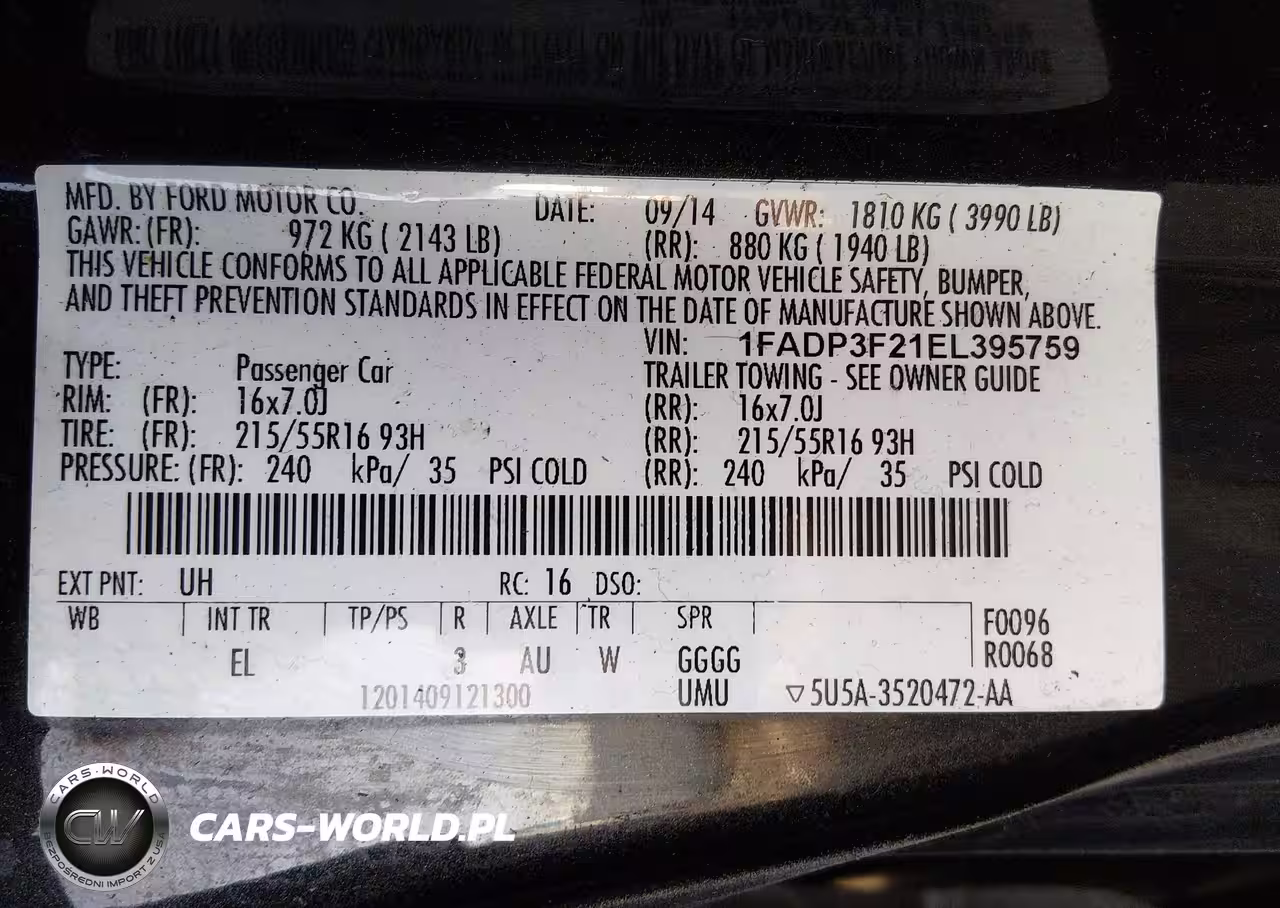 MFD. BY FORD MOTOR CO. DATE: 09/14 GVWR: 1810 KG ( 3990 LB)
GAWR: (FR): 972 KG ( 2143 LB) (RR): 880 KG ( 1940 LB)
THIS VEHICLE CONFORMS TO ALL APPLICABLE FEDERAL MOTOR VEHICLE SAFETY, BUMPER,
AND THEFT PREVENTION STANDARDS IN EFFECT ON THE DATE OF MANUFACTURE SHOWN ABOVE.
VIN: 1FADP3F21EL395759
TYPE: Passenger Car TRAILER TOWING - SEE OWNER GUIDE
RIM: (FR): 16x7.0J (RR): 16x7.0J
TIRE: (FR): 215/55R16 93H (RR): 215/55R16 93H
PRESSURE: (FR): 240 kPa/ 35 PSI COLD (RR): 240 kPa/ 35 PSI COLD
EXT PNT: UH RC: 16 DSO:
WB INT TR TP/PS R AXLE TR SPR F0096
EL 3 AU W GGGG R0068
1201409121300 UMU ▽5U5A-3520472-AA
CARS-WORLD
CW
BEZPOŚREDNI IMPORT Z USA
CARS-WORLD.PL